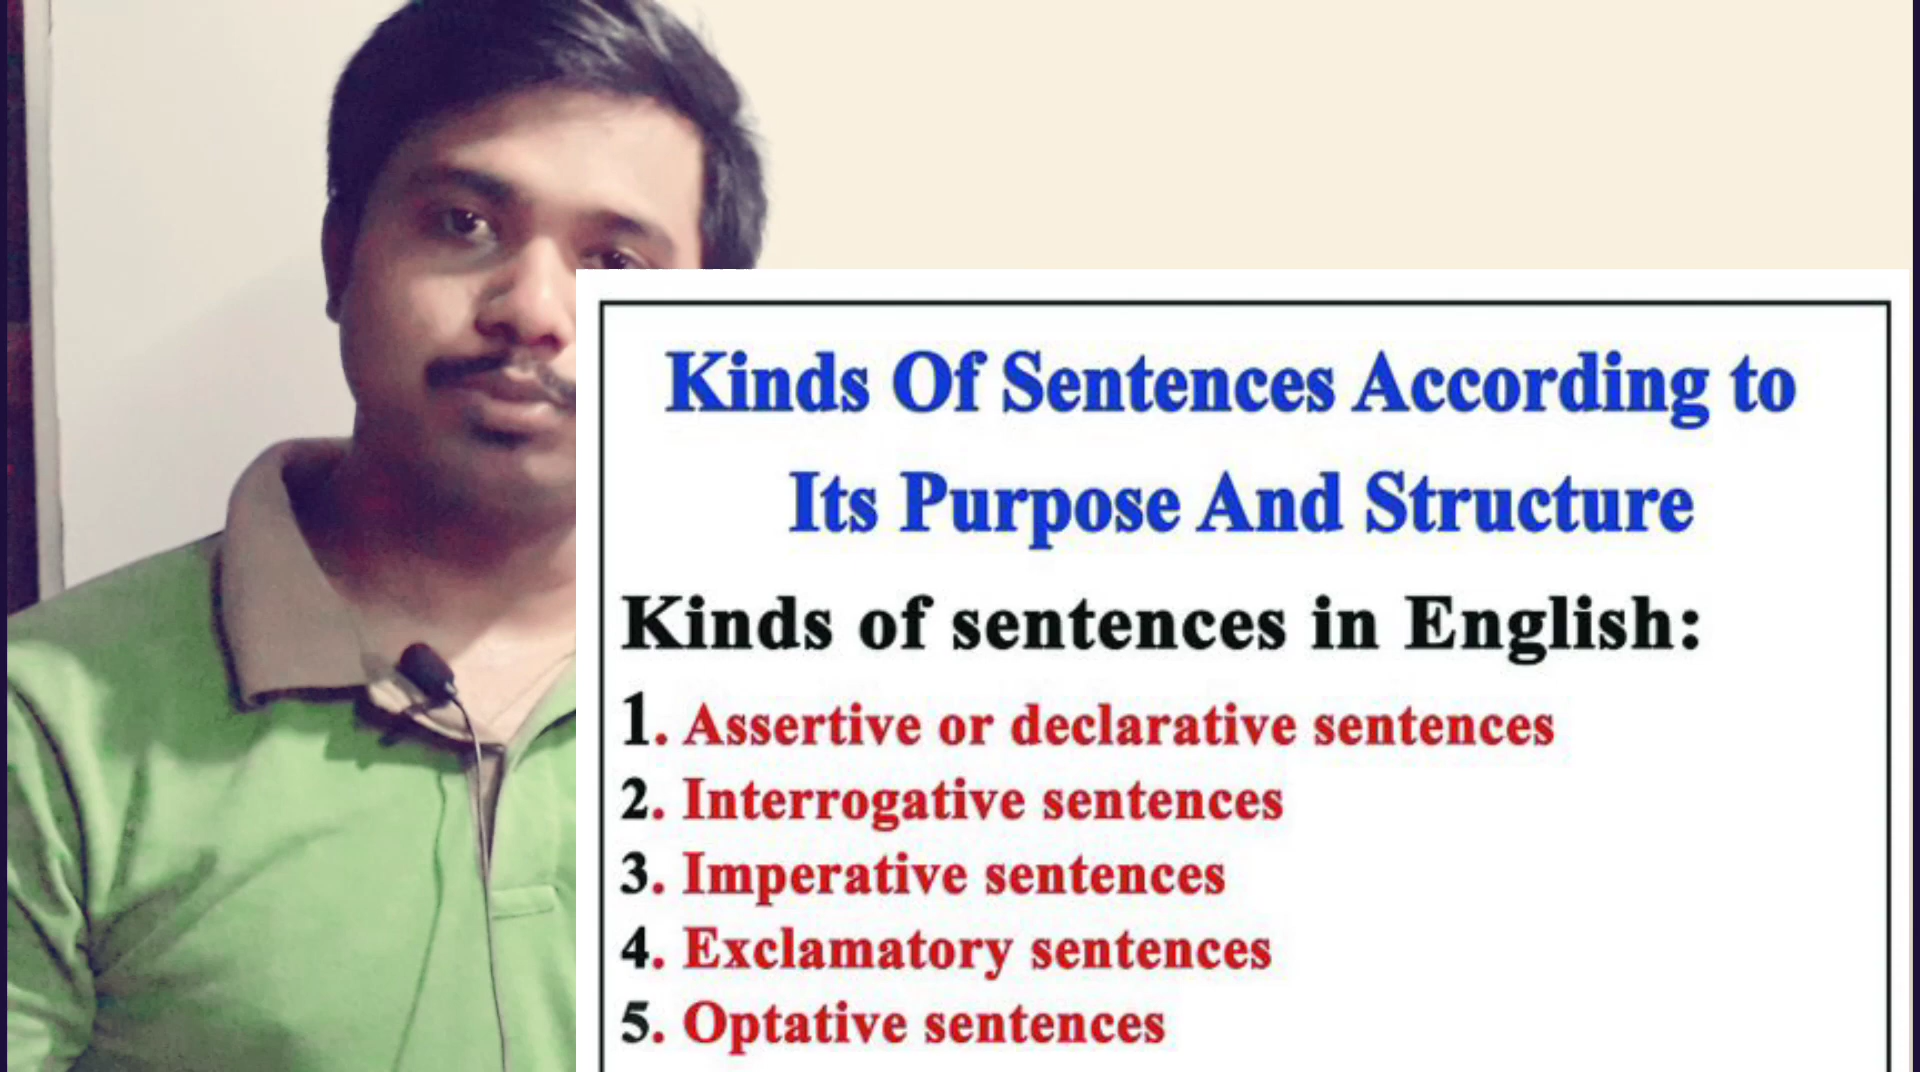 Kinds Of Sentences According to
Its Purpose And Structure
Kinds of sentences in English:
1. Assertive or declarative sentences
2. Interrogative sentences
3. Imperative sentences
4. Exclamatory sentences
5. Optative sentences